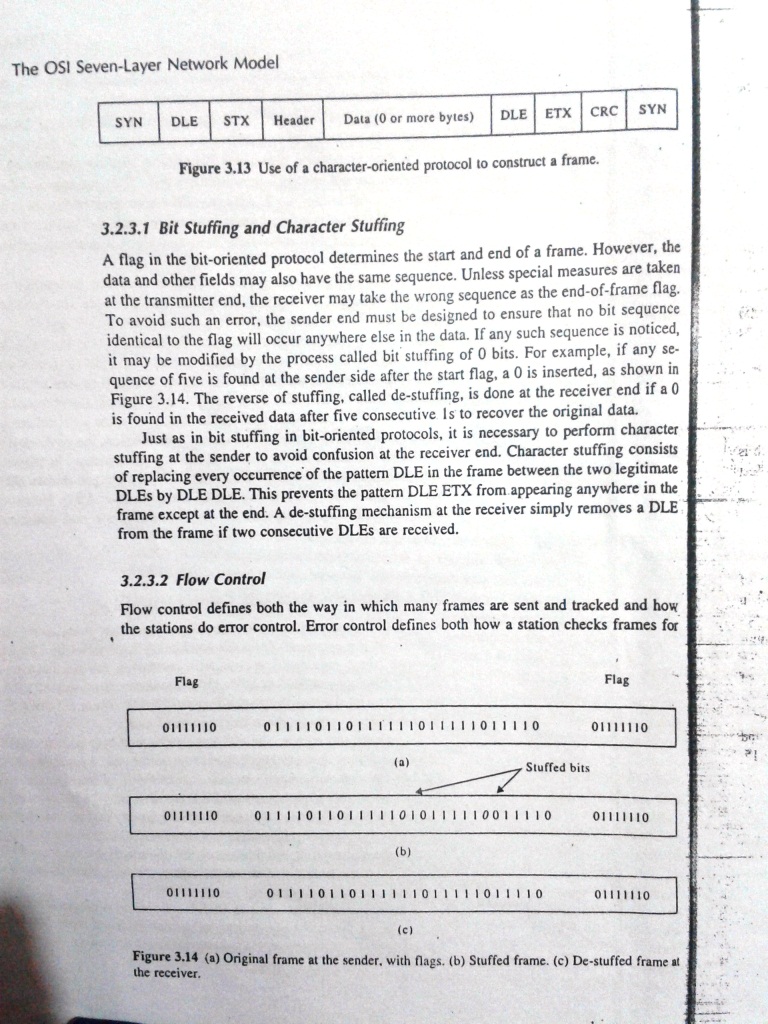 The OSI Seven-Layer Network Model
SYN DLE STX Header Data (0 or more bytes) DLE ETX CRC SYN
Figure 3.13 Use of a character-oriented protocol to construct a frame.
3.2.3.1 Bit Stuffing and Character Stuffing
A flag in the bit-oriented protocol determines the start and end of a frame. However, the
data and other fields may also have the same sequence. Unless special measures are taken
at the transmitter end, the receiver may take the wrong sequence as the end-of-frame flag.
To avoid such an error, the sender end must be designed to ensure that no bit sequence
identical to the flag will occur anywhere else in the data. If any such sequence is noticed,
it may be modified by the process called bit stuffing of 0 bits. For example, if any se-
quence of five is found at the sender side after the start flag, a 0 is inserted, as shown in
Figure 3.14. The reverse of stuffing, called de-stuffing, is done at the receiver end if a 0
is found in the received data after five consecutive 1s to recover the original data.
Just as in bit stuffing in bit-oriented protocols, it is necessary to perform character
stuffing at the sender to avoid confusion at the receiver end. Character stuffing consists
of replacing every occurrence of the pattern DLE in the frame between the two legitimate
DLEs by DLE DLE. This prevents the pattern DLE ETX from appearing anywhere in the
frame except at the end. A de-stuffing mechanism at the receiver simply removes a DLE
from the frame if two consecutive DLEs are received.
3.2.3.2 Flow Control
Flow control defines both the way in which many frames are sent and tracked and how
the stations do error control. Error control defines both how a station checks frames for
Flag Flag
01111110 011110110111111011111011110 01111110
(a)
Stuffed bits
01111110 01111011011111010111110011110 01111110
(b)
01111110 011110110111111011111011110 01111110
(c)
Figure 3.14 (a) Original frame at the sender, with flags. (b) Stuffed frame. (c) De-stuffed frame at
the receiver.